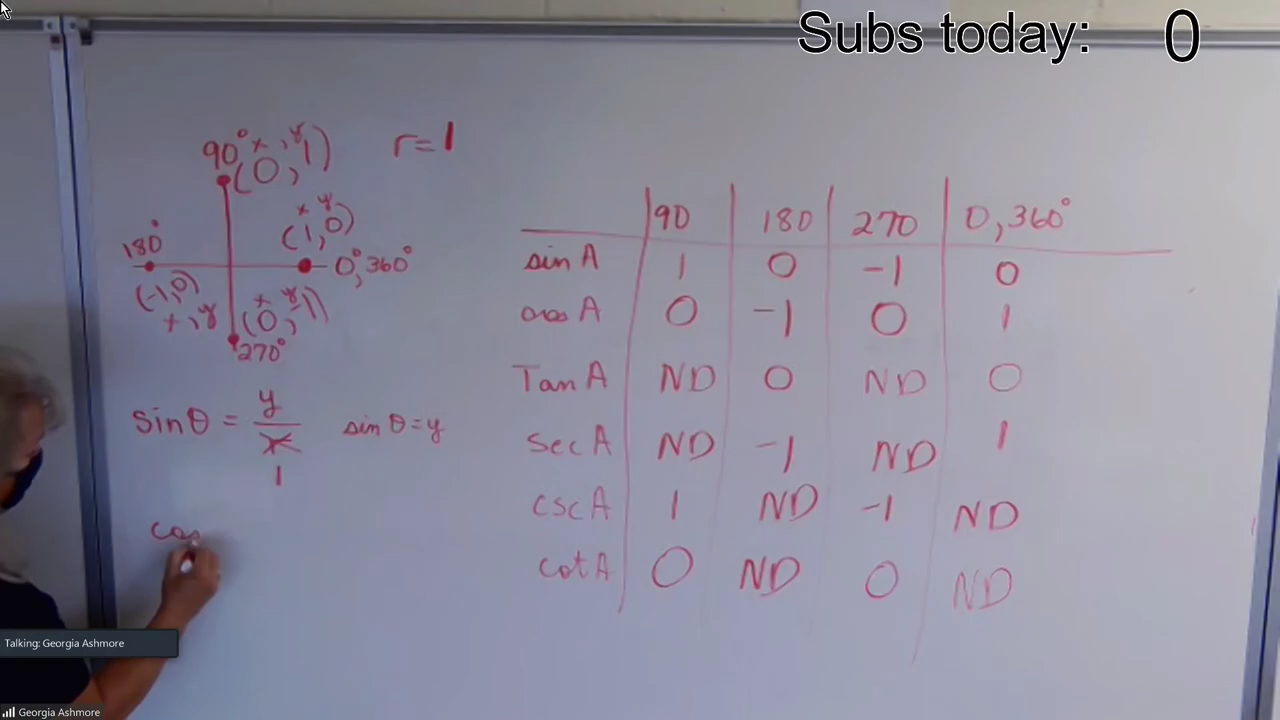 Subs today: 0
90° x, y
(0, 1)
r = 1
x y
(1, 0)
180°
0°, 360°
(-1, 0)
x, y
x y
(0, -1)
270°
sin θ = y
r
1
sin θ = y
cos
90 180 270 0, 360°
sin A 1 0 -1 0
cos A 0 -1 0 1
Tan A ND 0 ND 0
sec A ND -1 ND 1
csc A 1 ND -1 ND
cot A 0 ND 0 ND
Talking: Georgia Ashmore
Georgia Ashmore